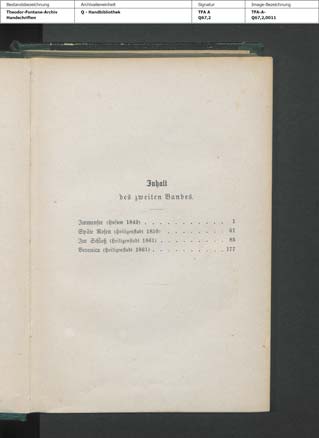 Bestandsbezeichnung
Archivalieneinheit
Signatur
Image-Bezeichnung
Theodor-Fontane-Archiv
Handschriften
Q - Handbibliothek
TFA A
Q67,2
TFA-A-
Q67,2,0011
Inhalt
des zweiten Bandes.
Immensee (Husum 1849) . . . . . . . . . . 1
Späte Rosen (Heiligenstadt 1859) . . . . . . . . 61
Im Schloß (Heiligenstadt 1861) . . . . . . . . 85
Veronica (Heiligenstadt 1861) . . . . . . . . . 177